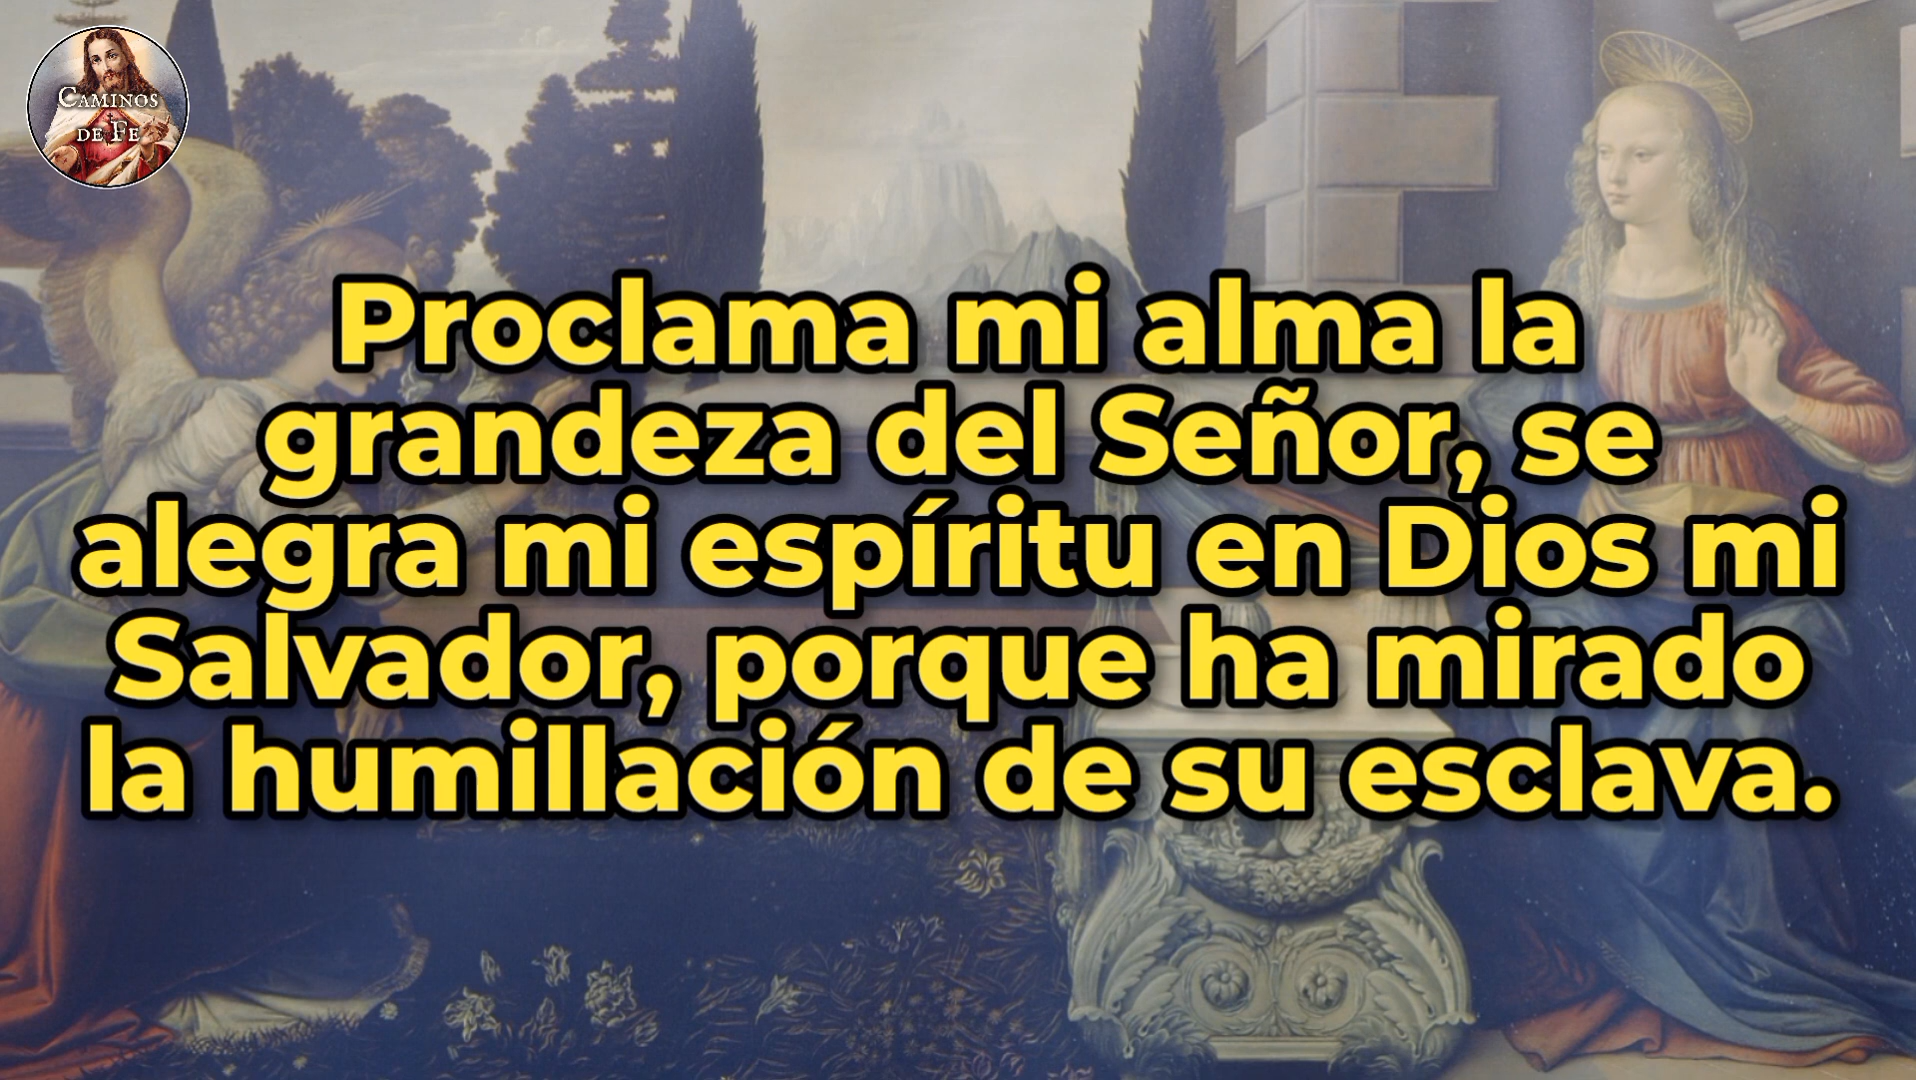 CAMINOS
DE FE
Proclama mi alma la
grandeza del Señor, se
alegra mi espíritu en Dios mi
Salvador, porque ha mirado
la humillación de su esclava.